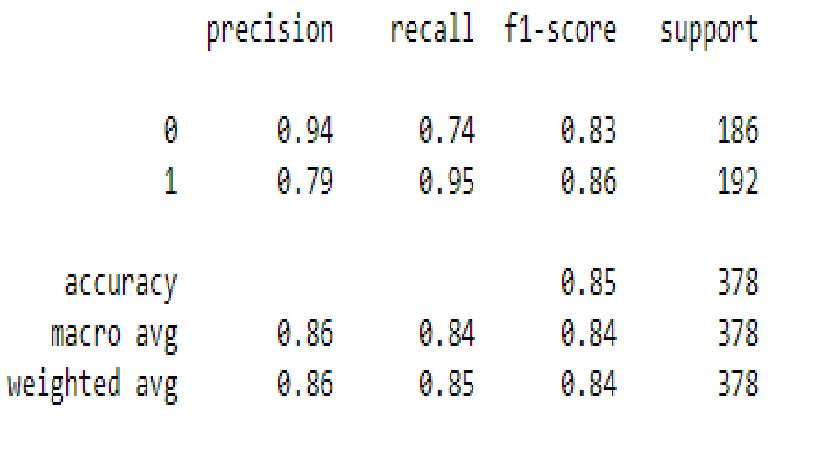 precision recall f1-score support
0 0.94 0.74 0.83 186
1 0.79 0.95 0.86 192
accuracy 0.85 378
macro avg 0.86 0.84 0.84 378
weighted avg 0.86 0.85 0.84 378